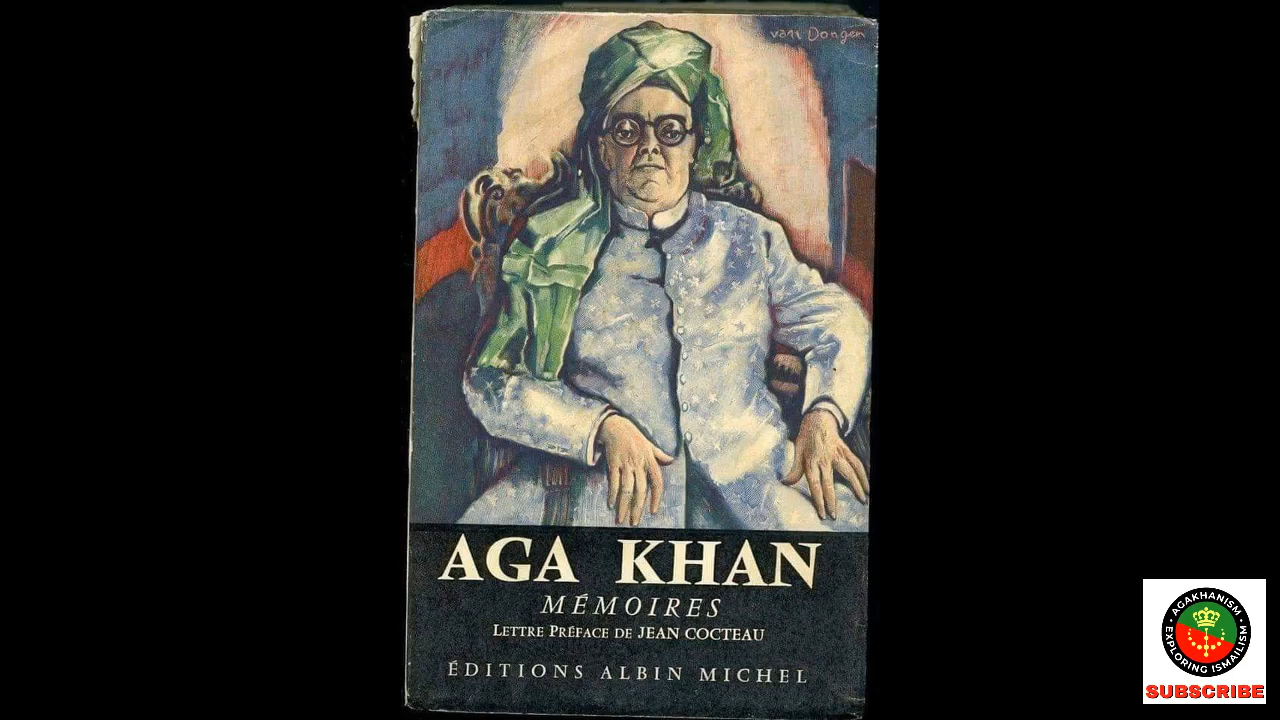 van Dongen
AGA KHAN
MÉMOIRES
LETTRE PRÉFACE DE JEAN COCTEAU
ÉDITIONS ALBIN MICHEL
AGAKHANISM
• EXPLORING ISMAILISM •
SUBSCRIBE